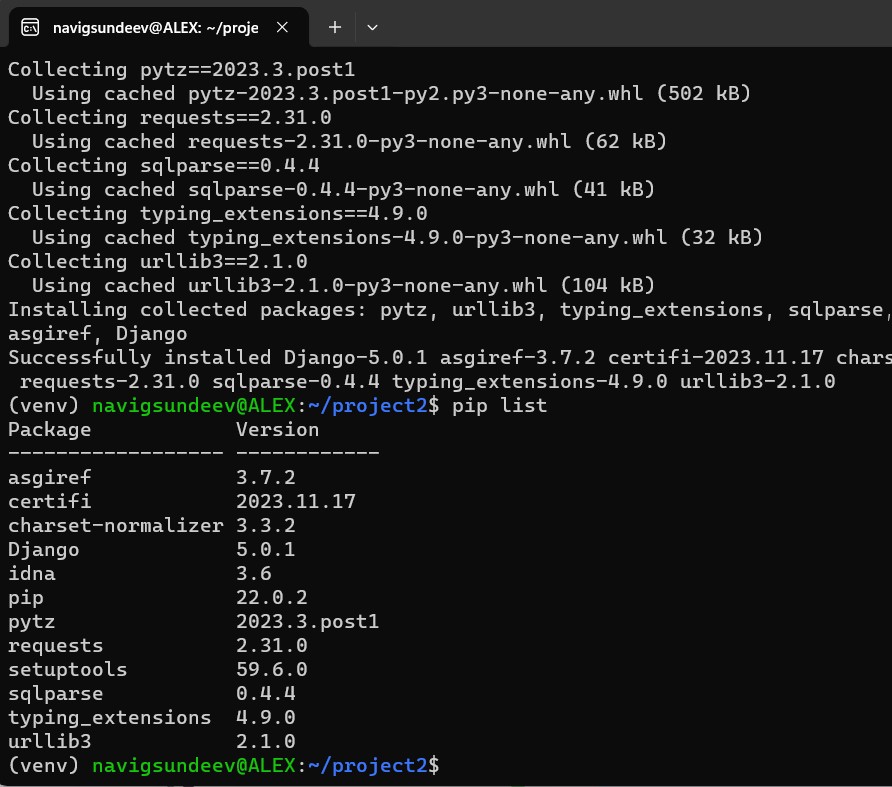 navigsundeev@ALEX: ~/proje
Collecting pytz==2023.3.post1
  Using cached pytz-2023.3.post1-py2.py3-none-any.whl (502 kB)
Collecting requests==2.31.0
  Using cached requests-2.31.0-py3-none-any.whl (62 kB)
Collecting sqlparse==0.4.4
  Using cached sqlparse-0.4.4-py3-none-any.whl (41 kB)
Collecting typing_extensions==4.9.0
  Using cached typing_extensions-4.9.0-py3-none-any.whl (32 kB)
Collecting urllib3==2.1.0
  Using cached urllib3-2.1.0-py3-none-any.whl (104 kB)
Installing collected packages: pytz, urllib3, typing_extensions, sqlparse,
asgiref, Django
Successfully installed Django-5.0.1 asgiref-3.7.2 certifi-2023.11.17 chars
 requests-2.31.0 sqlparse-0.4.4 typing_extensions-4.9.0 urllib3-2.1.0
(venv) navigsundeev@ALEX:~/project2$ pip list
Package            Version
------------------ ------------
asgiref            3.7.2
certifi            2023.11.17
charset-normalizer 3.3.2
Django             5.0.1
idna               3.6
pip                22.0.2
pytz               2023.3.post1
requests           2.31.0
setuptools         59.6.0
sqlparse           0.4.4
typing_extensions  4.9.0
urllib3            2.1.0
(venv) navigsundeev@ALEX:~/project2$